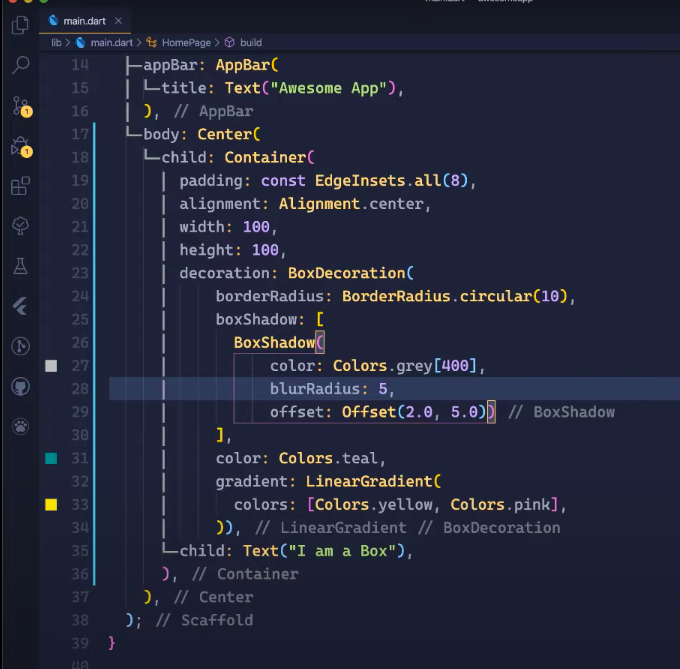 awesomeapp
main.dart ×
lib > main.dart > HomePage > build
14 appBar: AppBar(
15 title: Text("Awesome App"),
16 ), // AppBar
17 body: Center(
18 child: Container(
19 padding: const EdgeInsets.all(8),
20 alignment: Alignment.center,
21 width: 100,
22 height: 100,
23 decoration: BoxDecoration(
24 borderRadius: BorderRadius.circular(10),
25 boxShadow: [
26 BoxShadow(
27 color: Colors.grey[400],
28 blurRadius: 5,
29 offset: Offset(2.0, 5.0)) // BoxShadow
30 ],
31 color: Colors.teal,
32 gradient: LinearGradient(
33 colors: [Colors.yellow, Colors.pink],
34 )), // LinearGradient // BoxDecoration
35 child: Text("I am a Box"),
36 ), // Container
37 ), // Center
38 ); // Scaffold
39 }
40
1
1